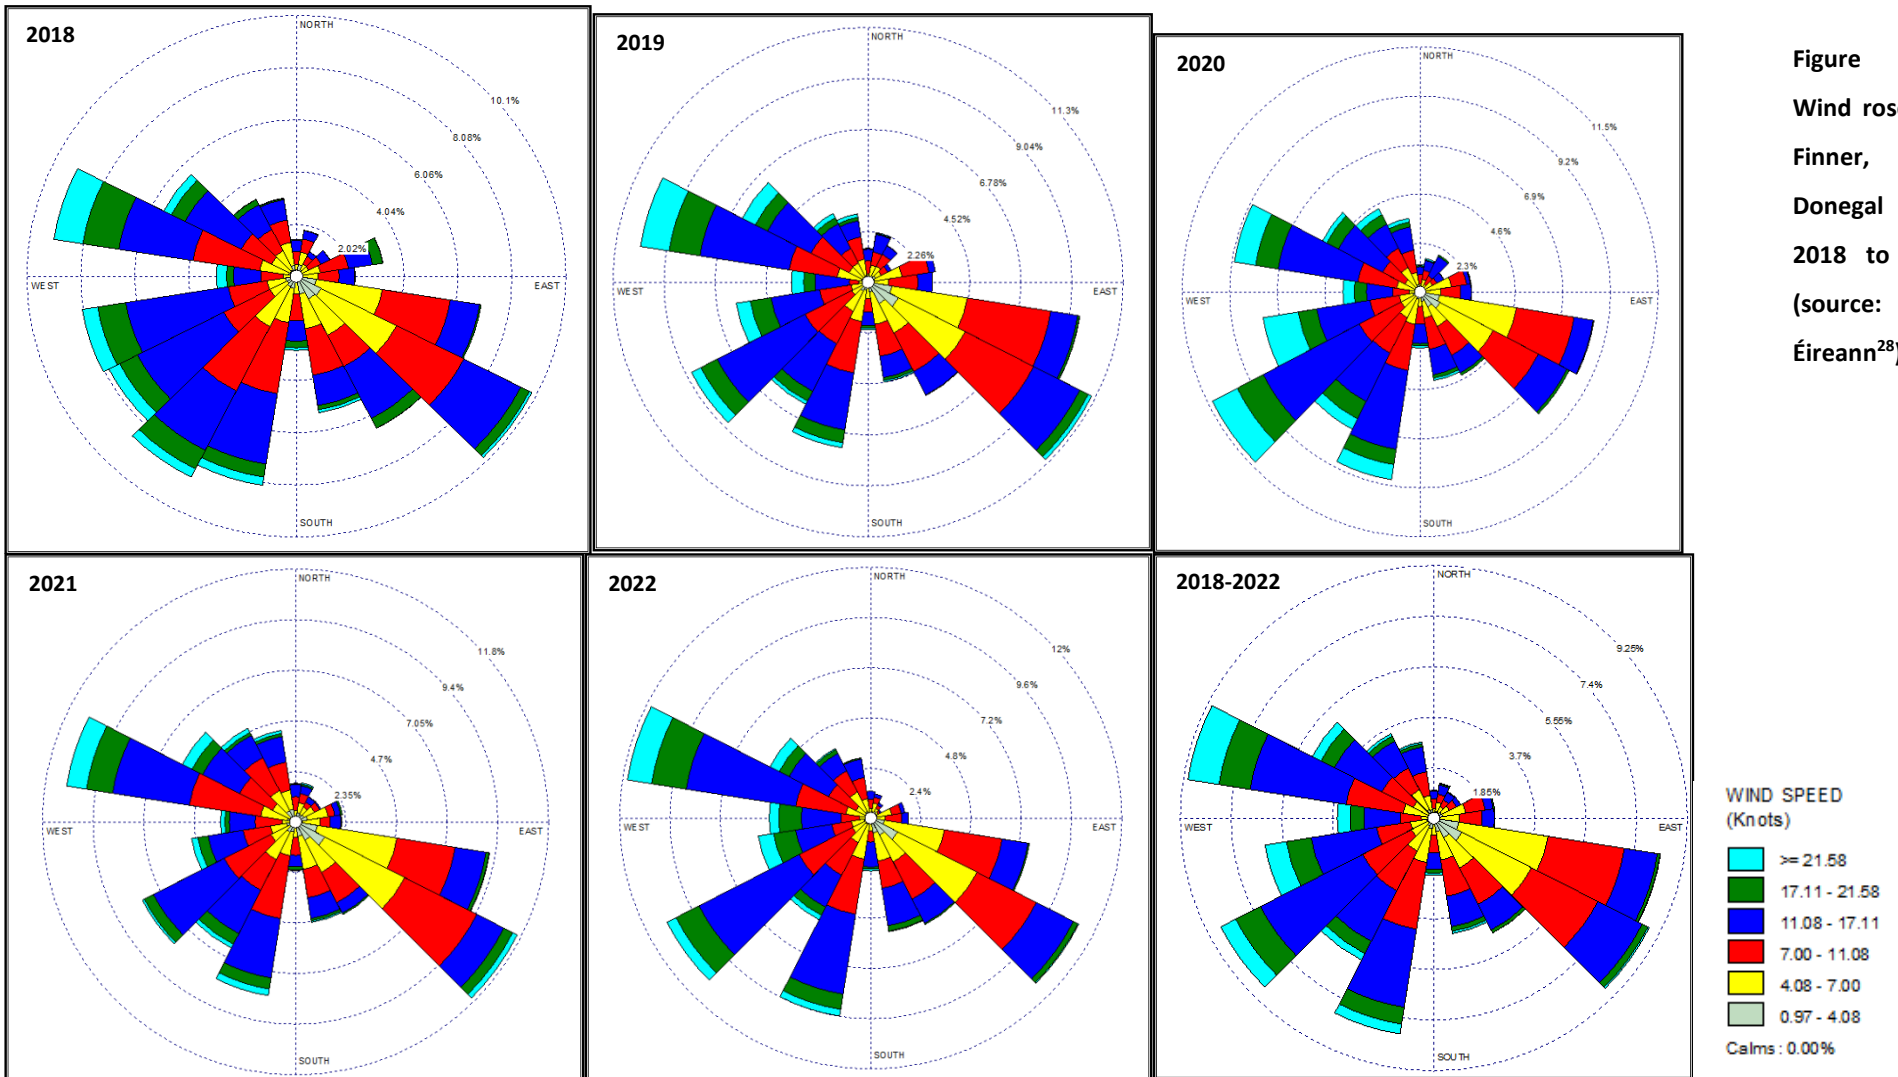 2018
NORTH
10.1%
8.08%
6.06%
4.04%
2.02%
WEST
EAST
SOUTH
2019
NORTH
11.3%
9.04%
6.78%
4.52%
2.26%
WEST
EAST
SOUTH
2020
NORTH
11.5%
9.2%
6.9%
4.6%
2.3%
WEST
EAST
SOUTH
Figure
Wind ros
Finner,
Donegal
2018 to
(source:
Éireann28)
2021
NORTH
11.8%
9.4%
7.05%
4.7%
2.35%
WEST
EAST
SOUTH
2022
NORTH
12%
9.6%
7.2%
4.8%
2.4%
WEST
EAST
SOUTH
2018-2022
NORTH
9.25%
7.4%
5.55%
3.7%
1.85%
WEST
EAST
SOUTH
WIND SPEED
(Knots)
>= 21.58
17.11 - 21.58
11.08 - 17.11
7.00 - 11.08
4.08 - 7.00
0.97 - 4.08
Calms: 0.00%